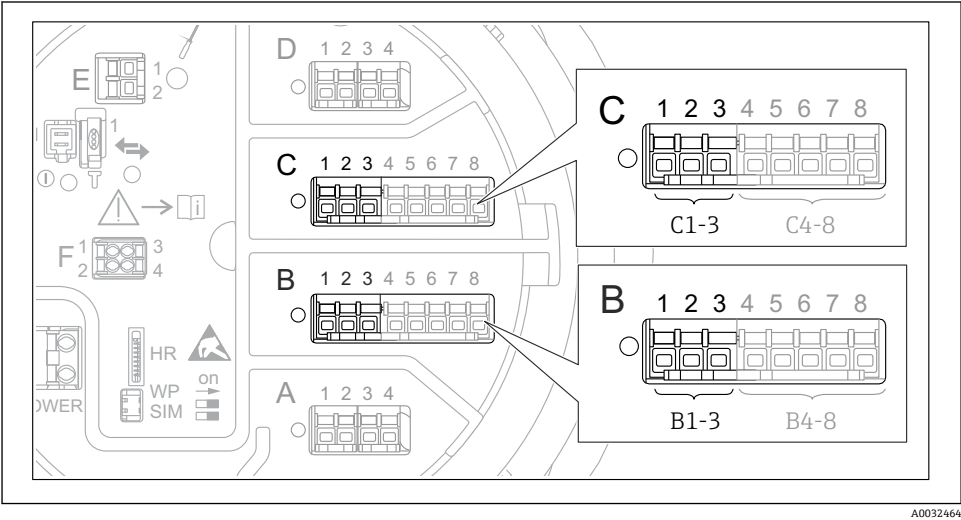 D 1 2 3 4
E 1
2
1
C 1 2 3 4 5 6 7 8
i
F 1 3
2 4
B 1 2 3 4 5 6 7 8
HR
WP on
SIM
OWER
A 1 2 3 4
C 1 2 3 4 5 6 7 8
C1-3 C4-8
B 1 2 3 4 5 6 7 8
B1-3 B4-8
A0032464